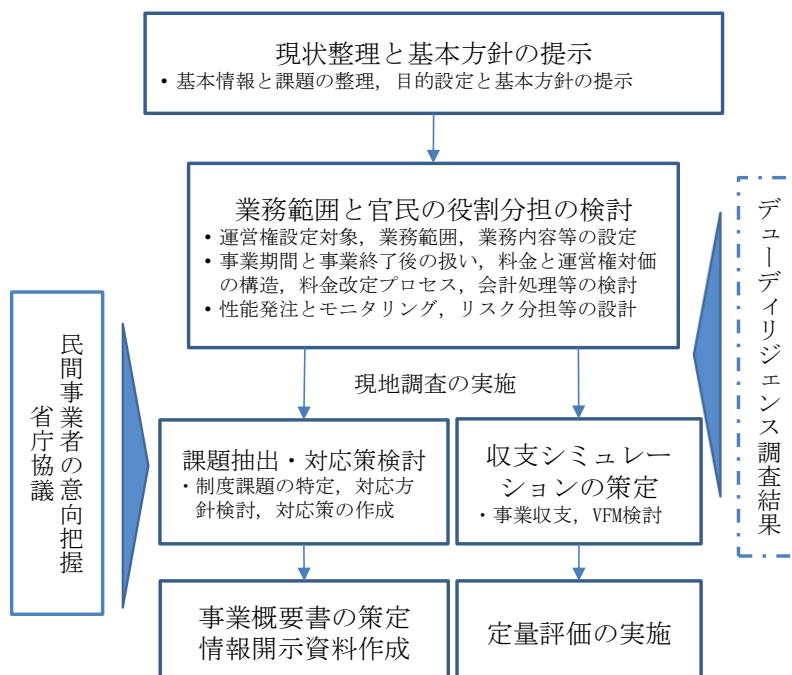 現状整理と基本方針の提示
• 基本情報と課題の整理，目的設定と基本方針の提示
業務範囲と官民の役割分担の検討
• 運営権設定対象，業務範囲，業務内容等の設定
• 事業期間と事業終了後の扱い，料金と運営権対価
の構造，料金改定プロセス，会計処理等の検討
• 性能発注とモニタリング，リスク分担等の設計
デューディリジェンス調査結果
民間事業者の意向把握
省庁協議
現地調査の実施
課題抽出・対応策検討
・制度課題の特定，対応方
針検討，対応策の作成
収支シミュレー
ションの策定
・事業収支，VFM検討
事業概要書の策定
情報開示資料作成
定量評価の実施